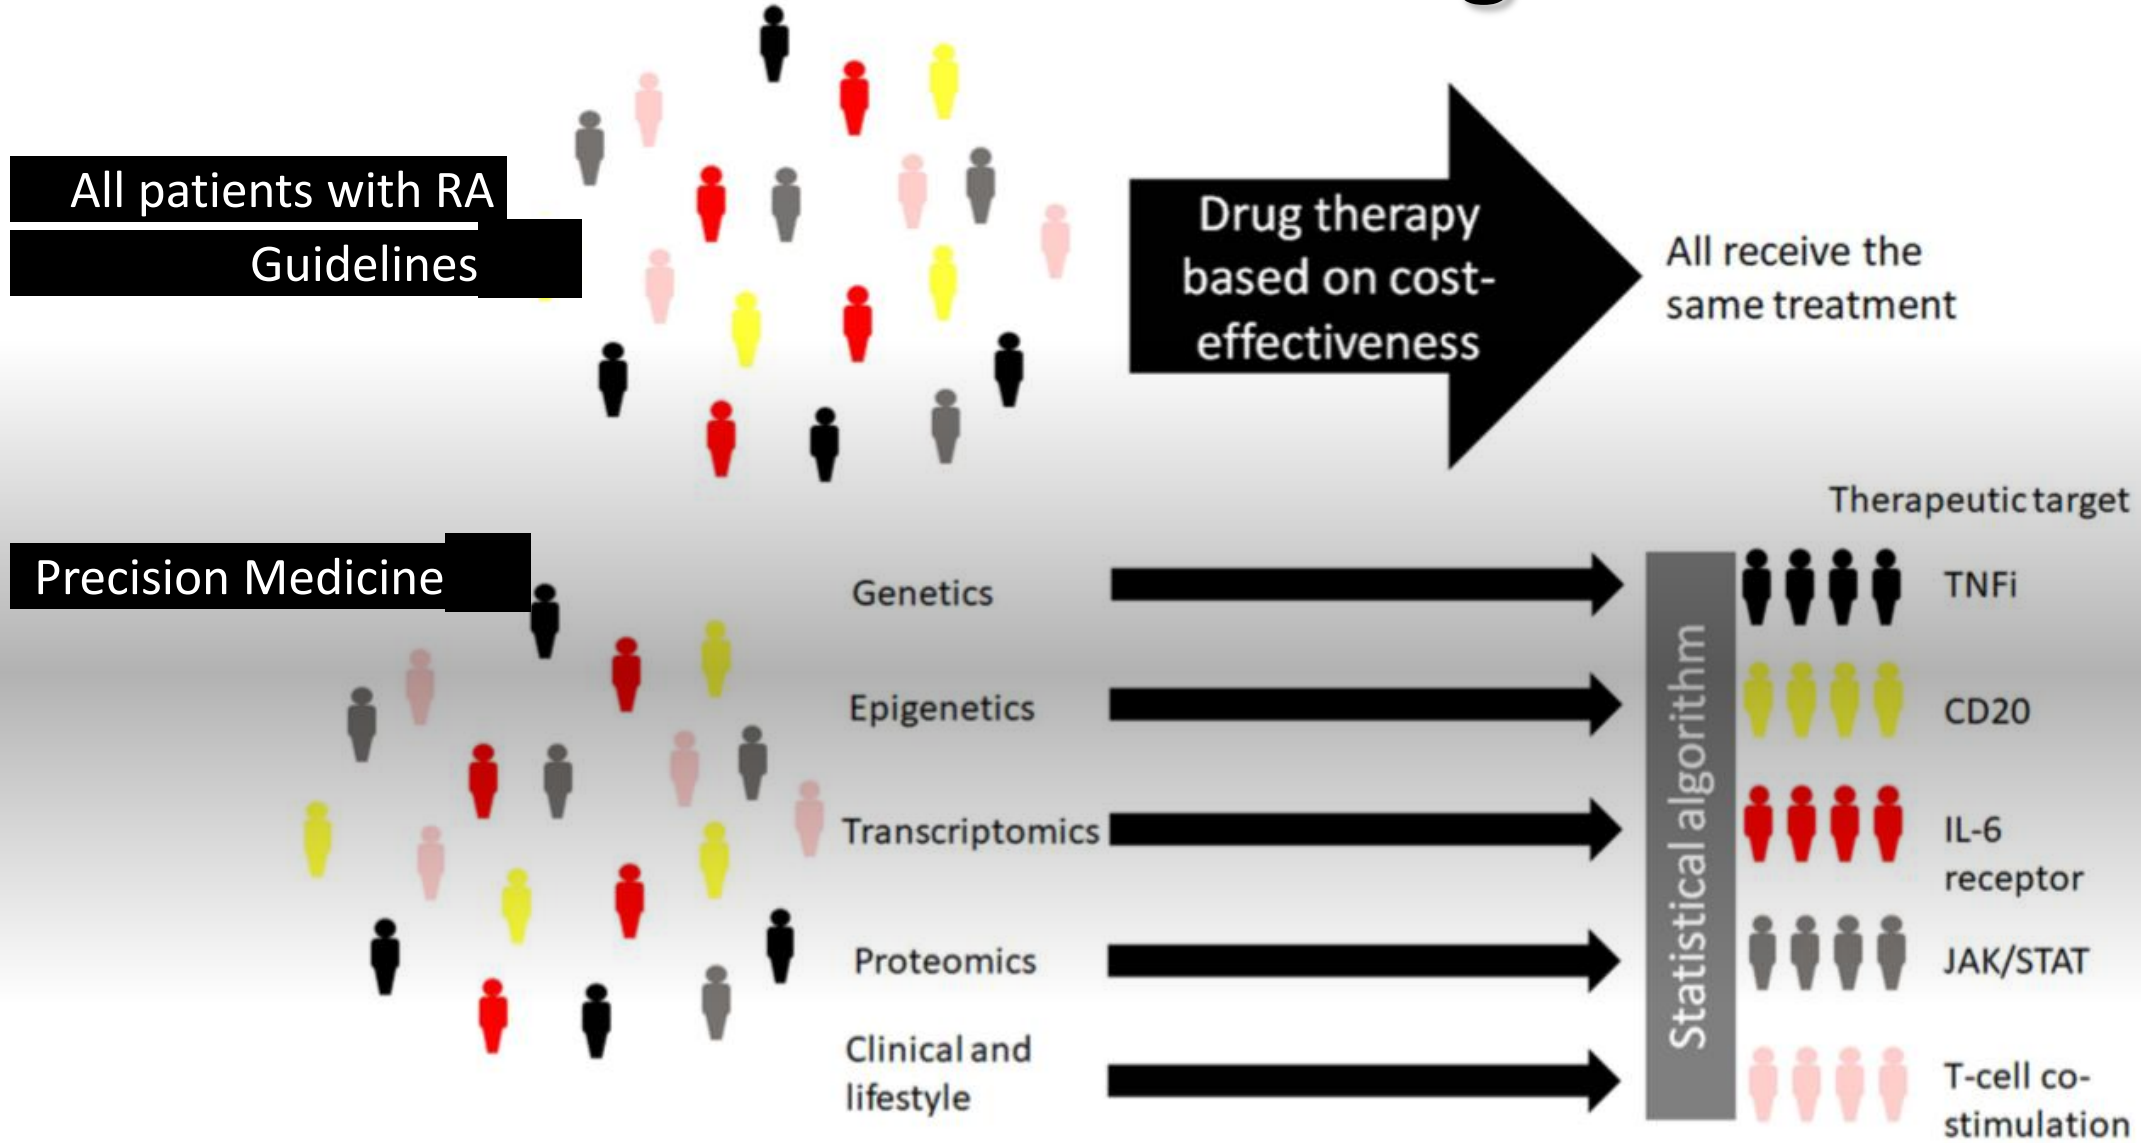 All patients with RA
Guidelines
Drug therapy
based on cost-
effectiveness
All receive the
same treatment
Therapeutic target
Precision Medicine
Genetics
Epigenetics
Transcriptomics
Proteomics
Clinical and
lifestyle
Statistical algorithm
TNFi
CD20
IL-6
receptor
JAK/STAT
T-cell co-
stimulation